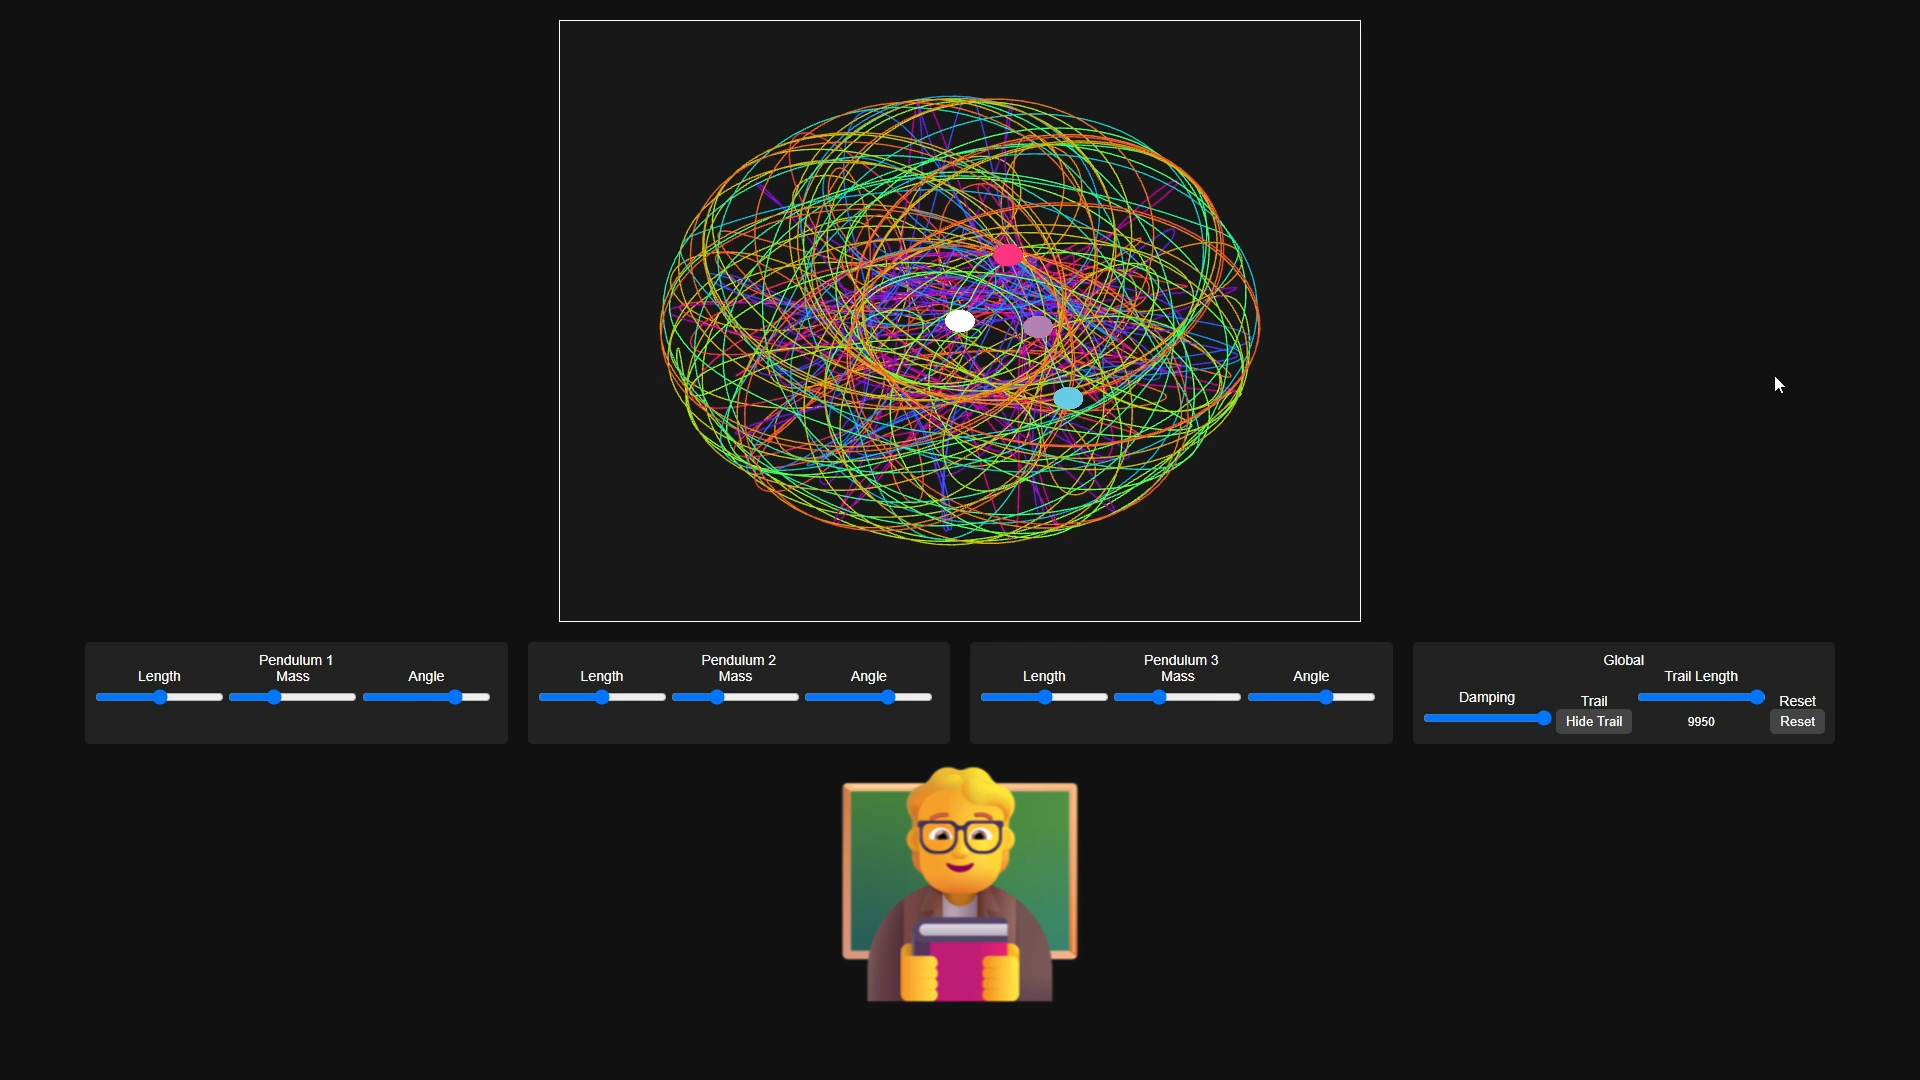 Pendulum 1
Length Mass Angle
Pendulum 2
Length Mass Angle
Pendulum 3
Length Mass Angle
Global
Damping Trail Trail Length Reset
Hide Trail 9950 Reset